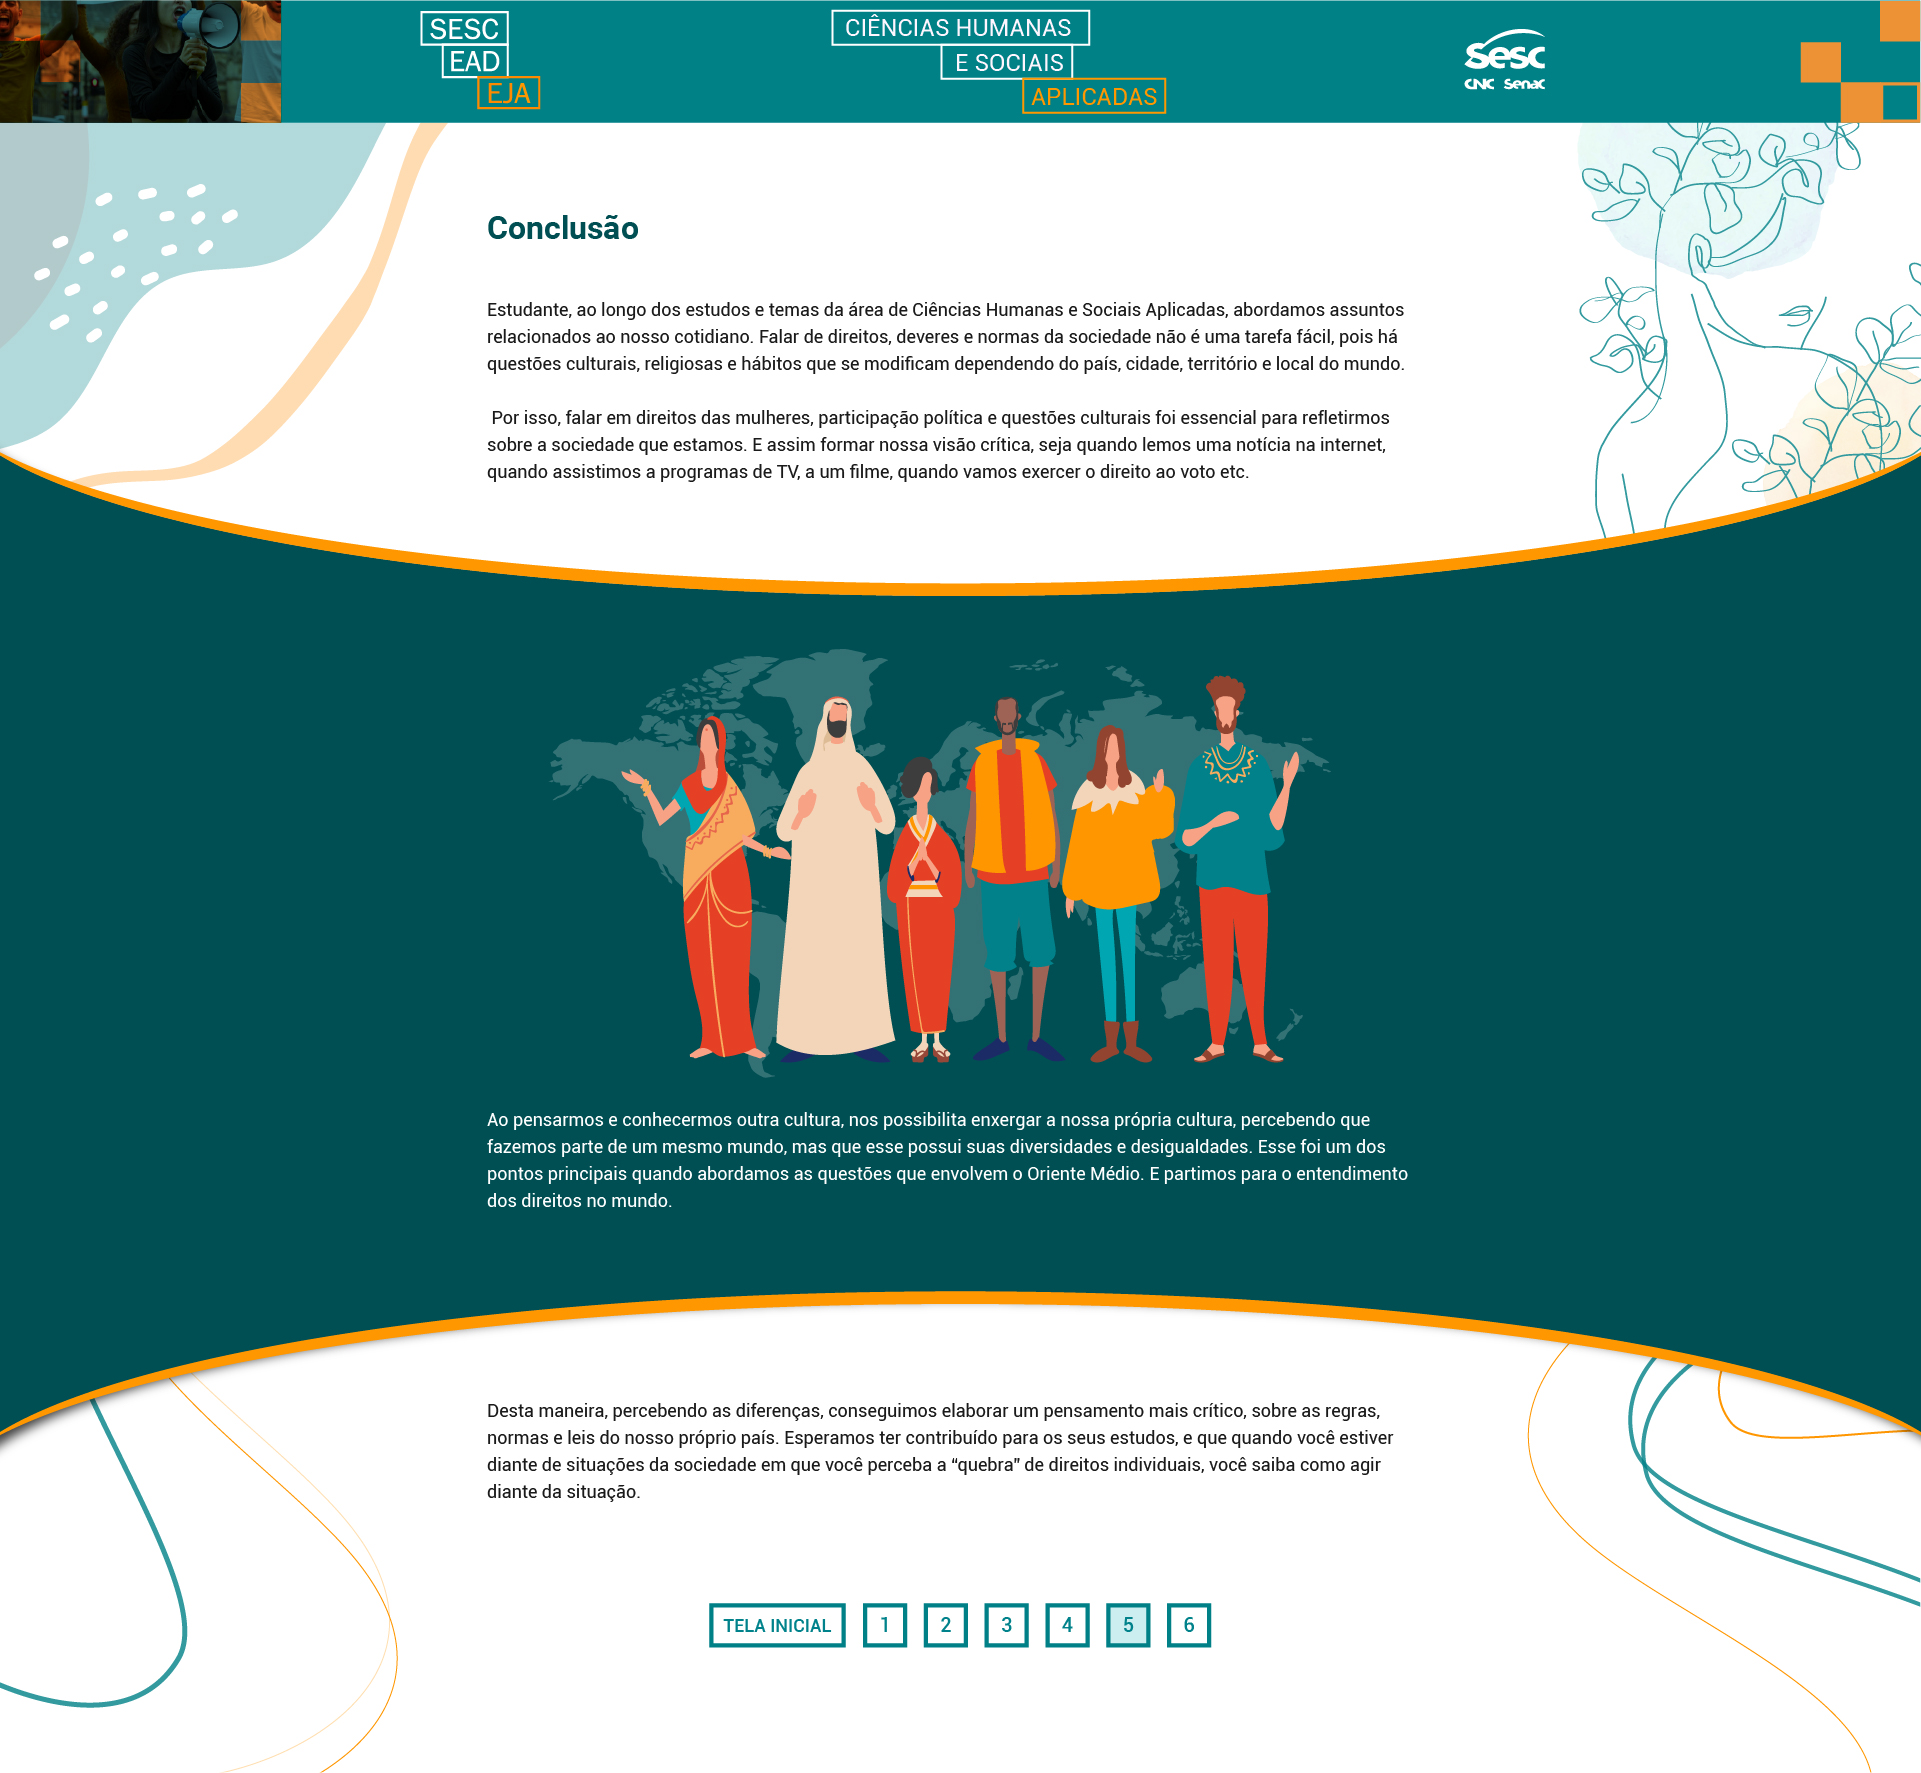 SESC
EAD
EJA
CIÊNCIAS HUMANAS
E SOCIAIS
APLICADAS
Sesc
CNC Senac
Conclusão
Estudante, ao longo dos estudos e temas da área de Ciências Humanas e Sociais Aplicadas, abordamos assuntos
relacionados ao nosso cotidiano. Falar de direitos, deveres e normas da sociedade não é uma tarefa fácil, pois há
questões culturais, religiosas e hábitos que se modificam dependendo do país, cidade, território e local do mundo.
Por isso, falar em direitos das mulheres, participação política e questões culturais foi essencial para refletirmos
sobre a sociedade que estamos. E assim formar nossa visão crítica, seja quando lemos uma notícia na internet,
quando assistimos a programas de TV, a um filme, quando vamos exercer o direito ao voto etc.
Ao pensarmos e conhecermos outra cultura, nos possibilita enxergar a nossa própria cultura, percebendo que
fazemos parte de um mesmo mundo, mas que esse possui suas diversidades e desigualdades. Esse foi um dos
pontos principais quando abordamos as questões que envolvem o Oriente Médio. E partimos para o entendimento
dos direitos no mundo.
Desta maneira, percebendo as diferenças, conseguimos elaborar um pensamento mais crítico, sobre as regras,
normas e leis do nosso próprio país. Esperamos ter contribuído para os seus estudos, e que quando você estiver
diante de situações da sociedade em que você perceba a “quebra” de direitos individuais, você saiba como agir
diante da situação.
TELA INICIAL 1 2 3 4 5 6